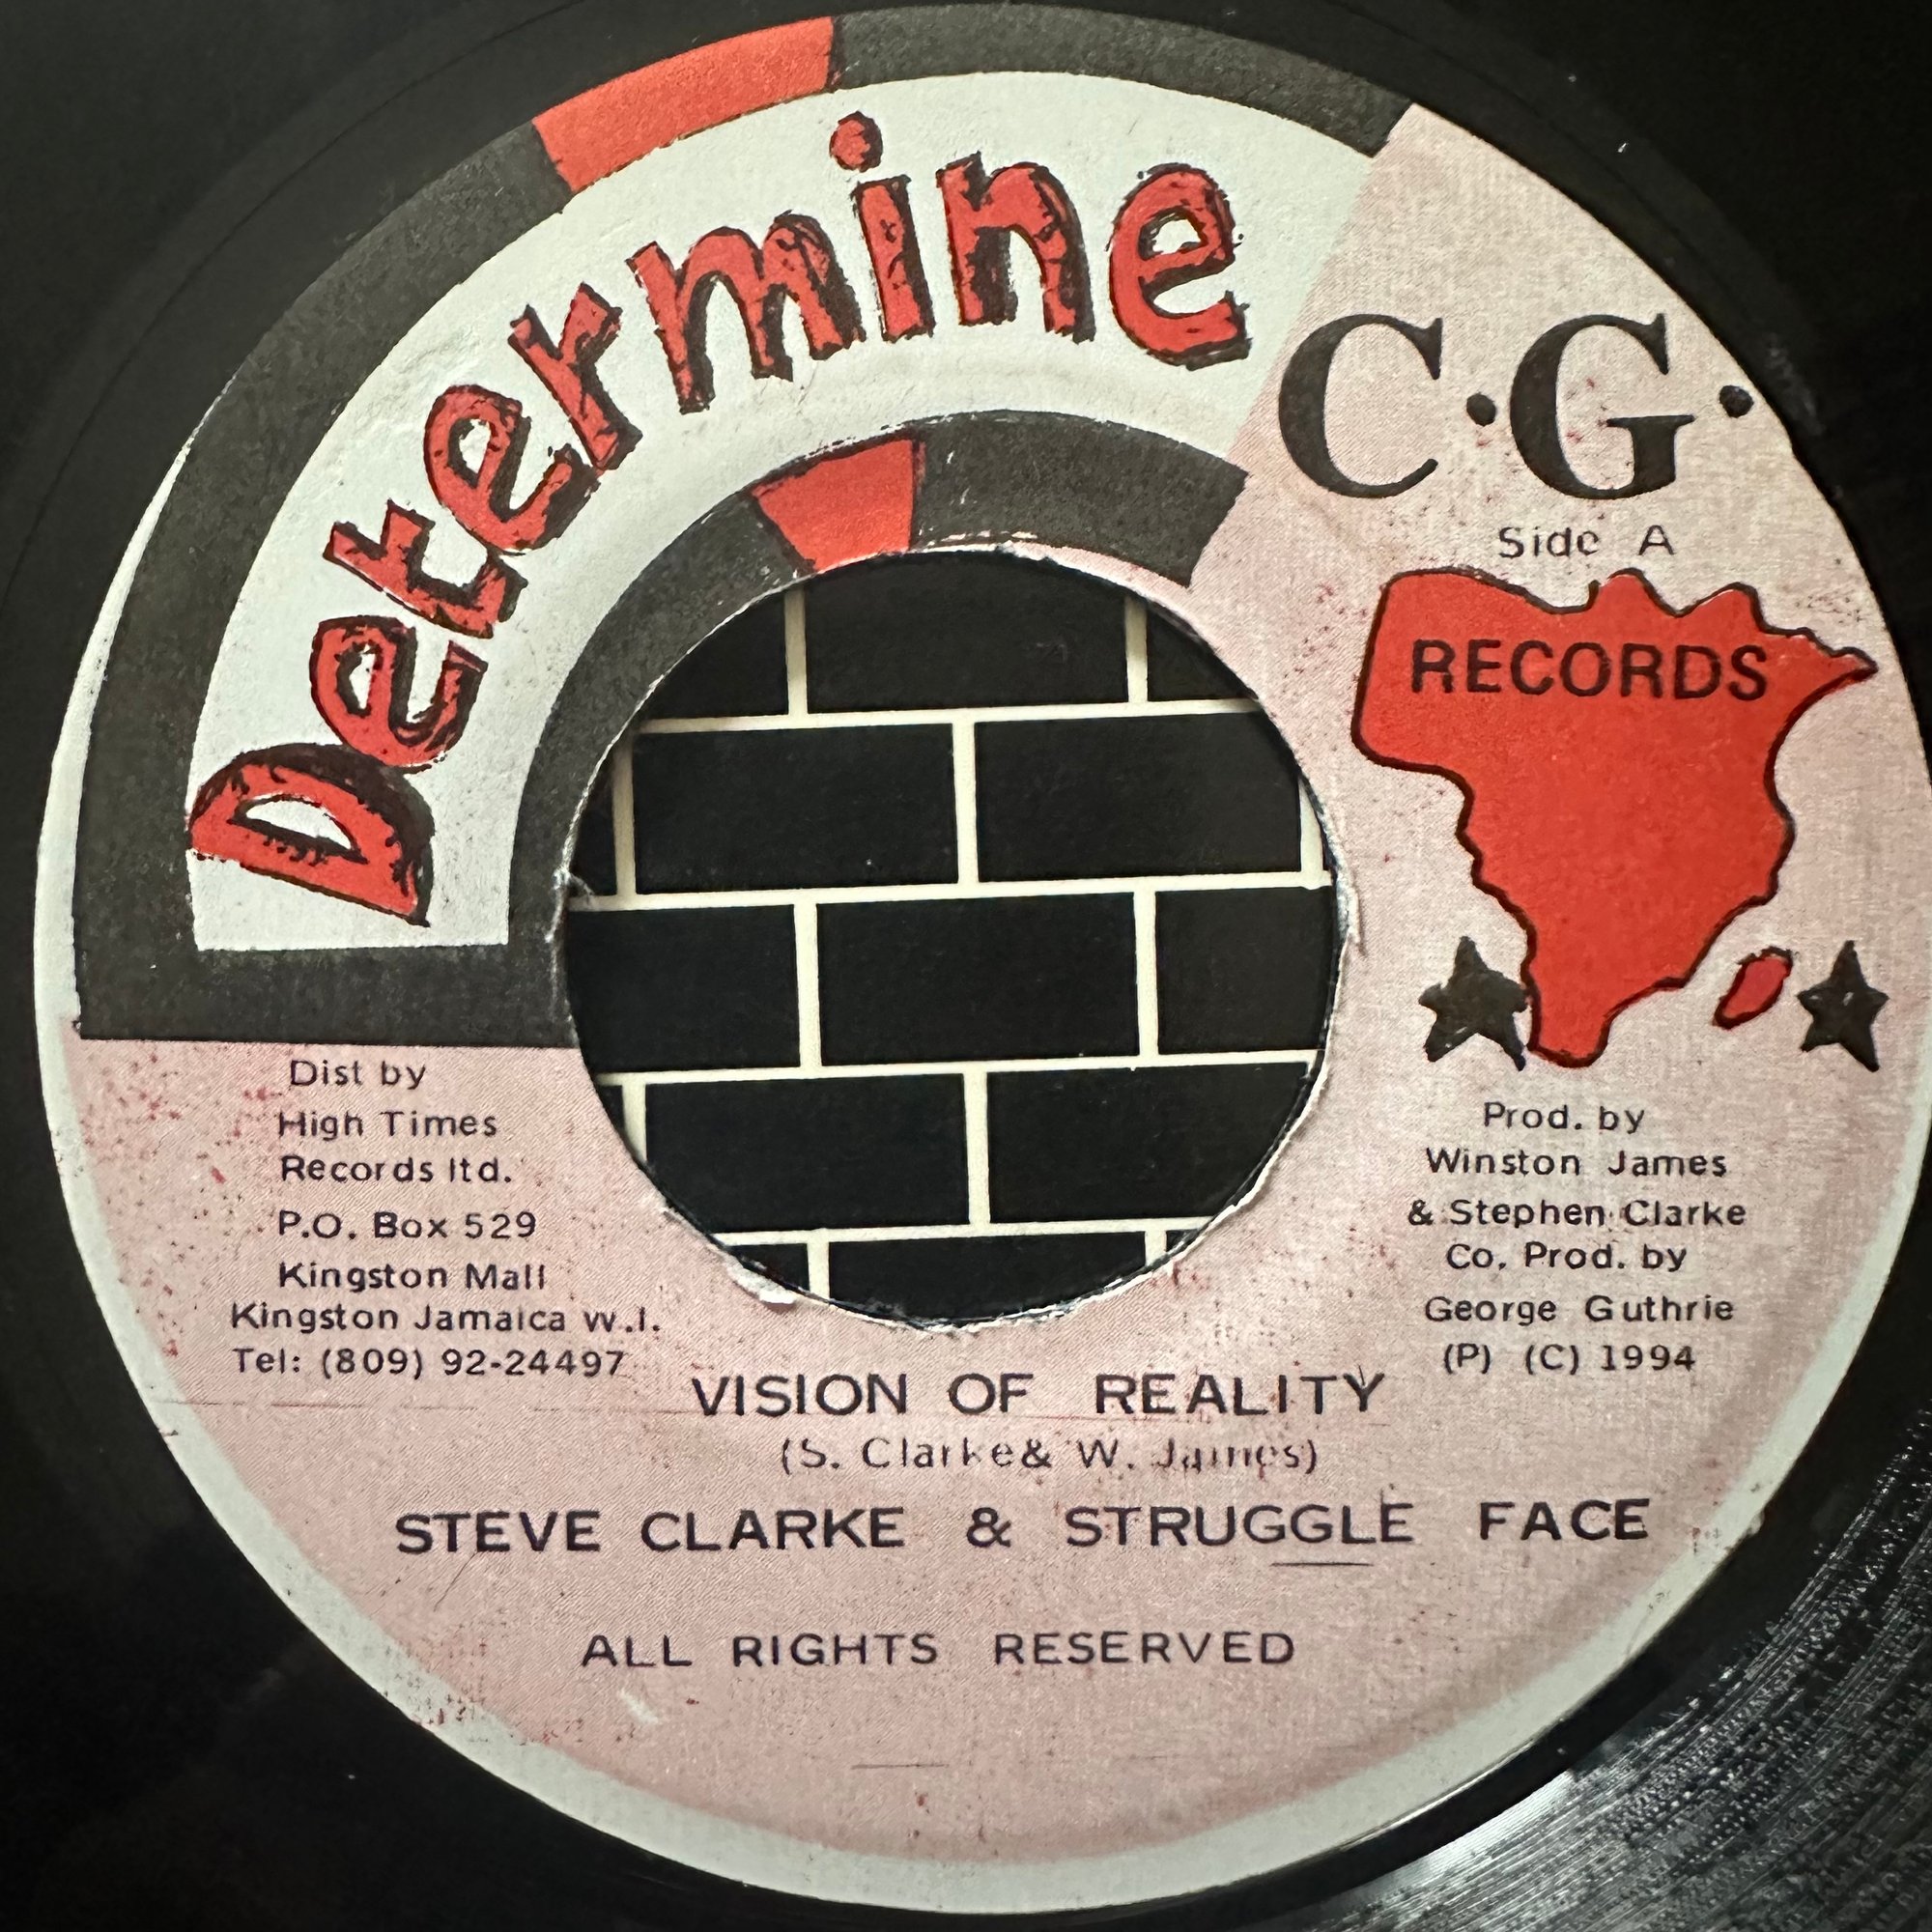 Determine
C.G.
Side A
RECORDS
Dist by
High Times
Records ltd.
P.O. Box 529
Kingston Mall
Kingston Jamaica w.I.
Tel: (809) 92-24497
Prod. by
Winston James
& Stephen Clarke
Co. Prod. by
George Guthrie
(P) (C) 1994
VISION OF REALITY
(S. Clarke& W. James)
STEVE CLARKE & STRUGGLE FACE
ALL RIGHTS RESERVED